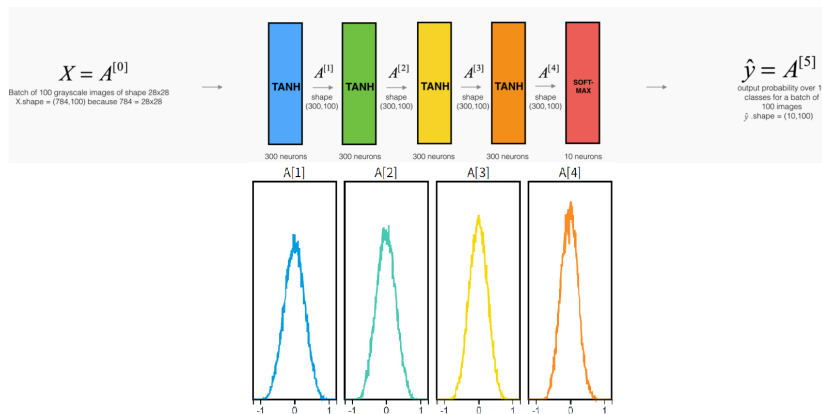 X = A[0]
Batch of 100 grayscale images of shape 28x28
X.shape = (784,100) because 784 = 28x28
TANH
A[1]
shape
(300,100)
TANH
A[2]
shape
(300,100)
TANH
A[3]
shape
(300,100)
TANH
A[4]
shape
(300,100)
SOFT-
MAX
ŷ = A[5]
output probability over 1
classes for a batch of
100 images
ŷ .shape = (10,100)
300 neurons
300 neurons
300 neurons
300 neurons
10 neurons
A[1]
A[2]
A[3]
A[4]
-1 0 1
-1 0 1
-1 0 1
-1 0 1